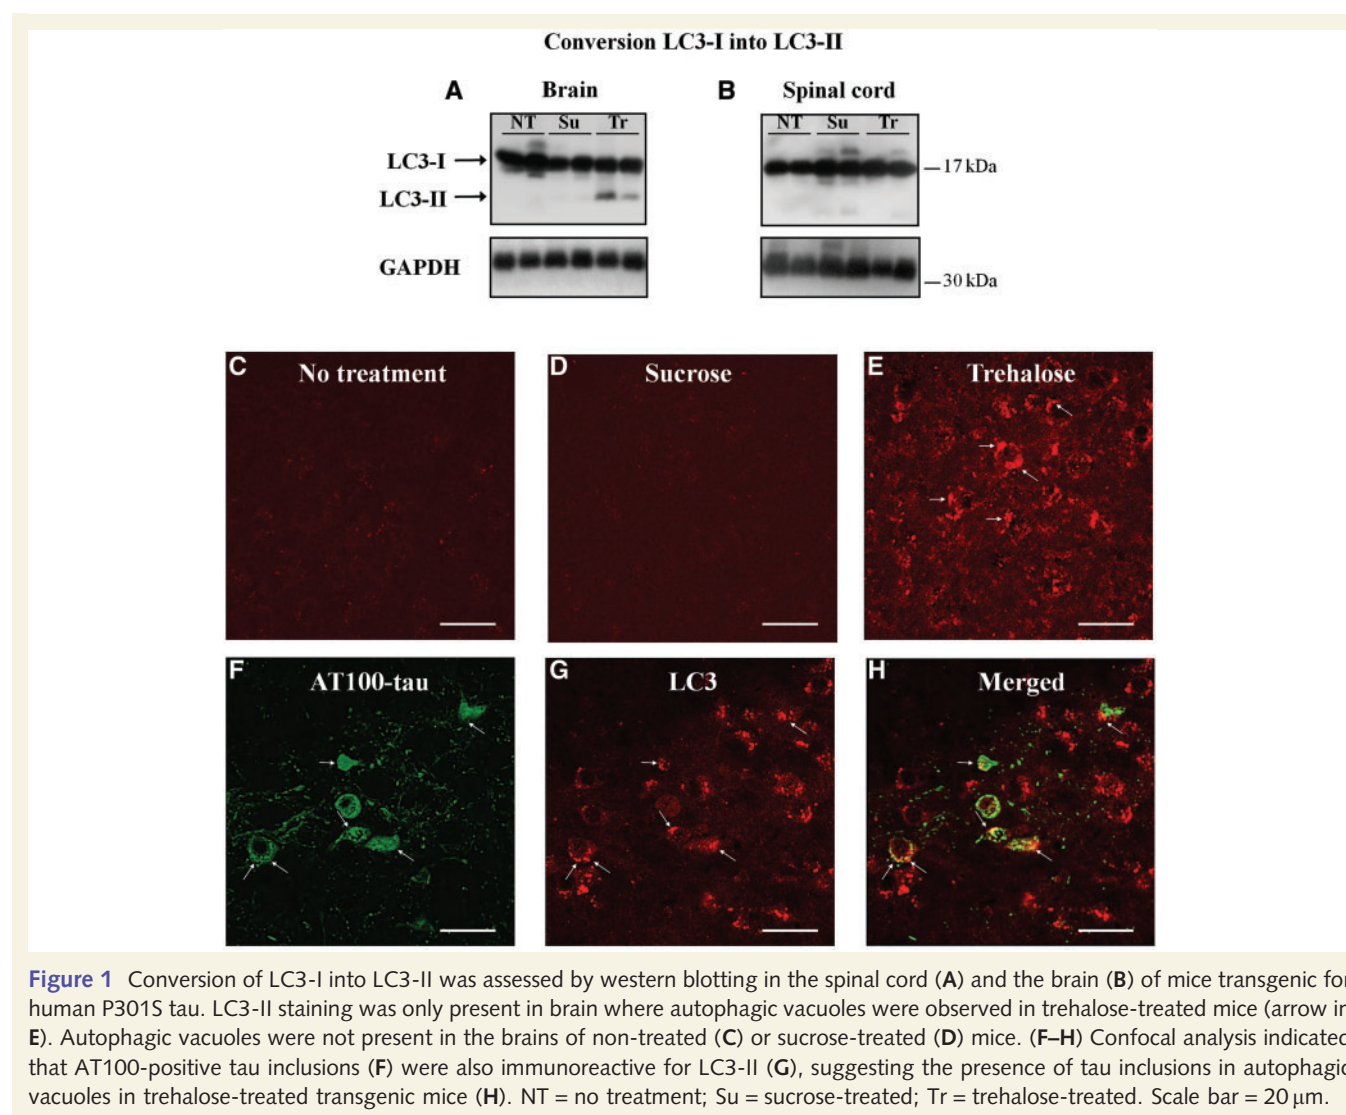 Conversion LC3-I into LC3-II
A Brain
B Spinal cord
NT Su Tr
NT Su Tr
LC3-I
17 kDa
LC3-II
GAPDH
30 kDa
C No treatment
D Sucrose
E Trehalose
F AT100-tau
G LC3
H Merged
Figure 1 Conversion of LC3-I into LC3-II was assessed by western blotting in the spinal cord (A) and the brain (B) of mice transgenic for
human P301S tau. LC3-II staining was only present in brain where autophagic vacuoles were observed in trehalose-treated mice (arrow in
E). Autophagic vacuoles were not present in the brains of non-treated (C) or sucrose-treated (D) mice. (F–H) Confocal analysis indicated
that AT100-positive tau inclusions (F) were also immunoreactive for LC3-II (G), suggesting the presence of tau inclusions in autophagic
vacuoles in trehalose-treated transgenic mice (H). NT = no treatment; Su = sucrose-treated; Tr = trehalose-treated. Scale bar = 20 μm.